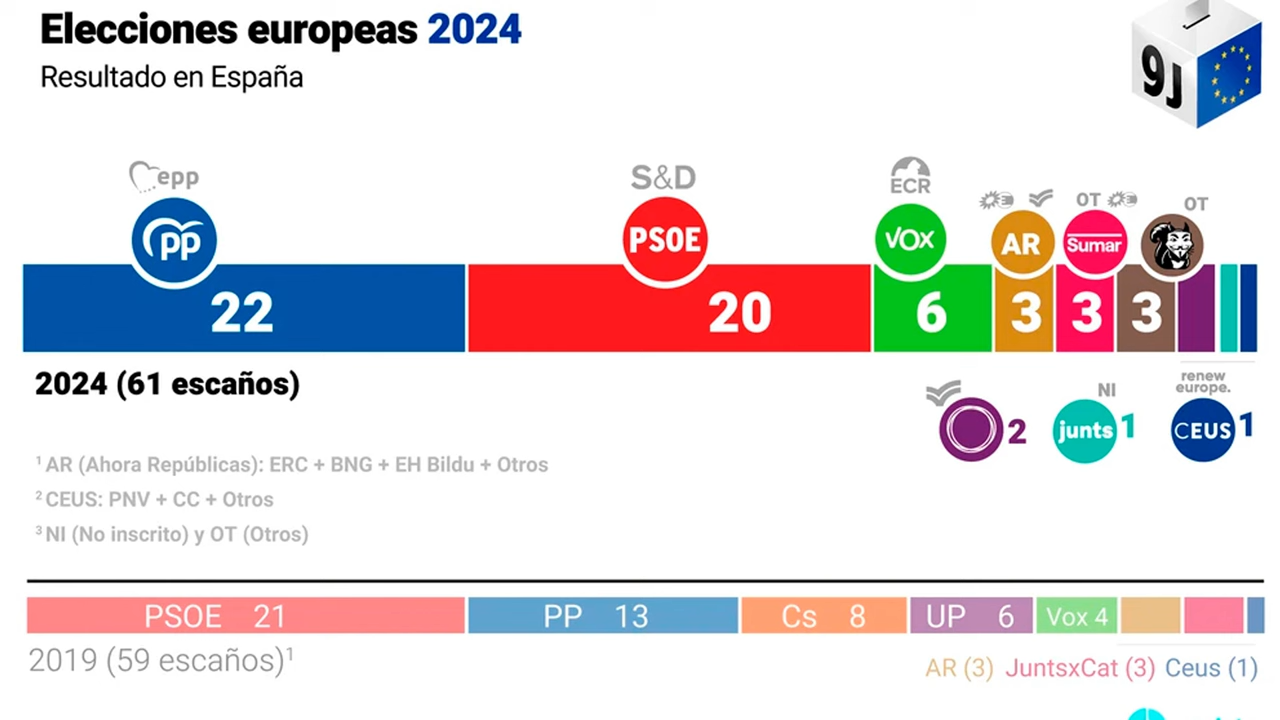 Elecciones europeas 2024
Resultado en España
9J
epp
S&D
ECR
OT
OT
PP
PSOE
VOX
AR
Sumar
22
20
6
3
3
3
2024 (61 escaños)
NI
renew
europe.
2
junts 1
CEUS 1
¹ AR (Ahora Repúblicas): ERC + BNG + EH Bildu + Otros
² CEUS: PNV + CC + Otros
³ NI (No inscrito) y OT (Otros)
PSOE 21 PP 13 Cs 8 UP 6 Vox 4
2019 (59 escaños)¹
AR (3) JuntsxCat (3) Ceus (1)